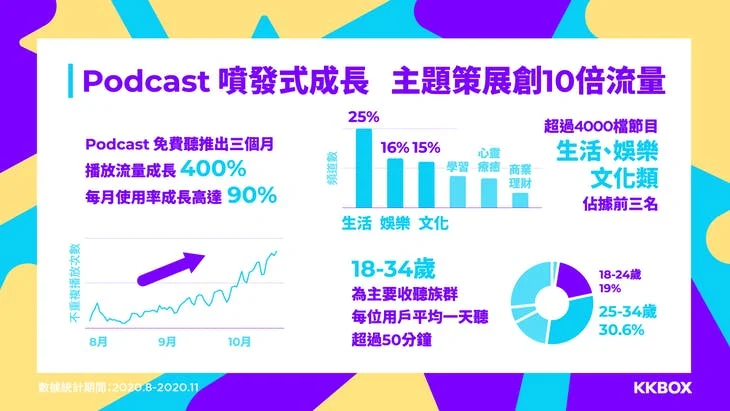 Podcast 噴發式成長 主題策展創10倍流量
Podcast 免費聽推出三個月
播放流量成長 400%
每月使用率成長高達 90%
不重複播放次數
8月 9月 10月
頻道數
25%
16% 15%
學習
心靈
療癒
商業
理財
生活 娛樂 文化
超過4000檔節目
生活、娛樂
文化類
佔據前三名
18-34歲
為主要收聽族群
每位用戶平均一天聽
超過50分鐘
18-24歲
19%
25-34歲
30.6%
數據統計期間：2020.8-2020.11
KKBOX